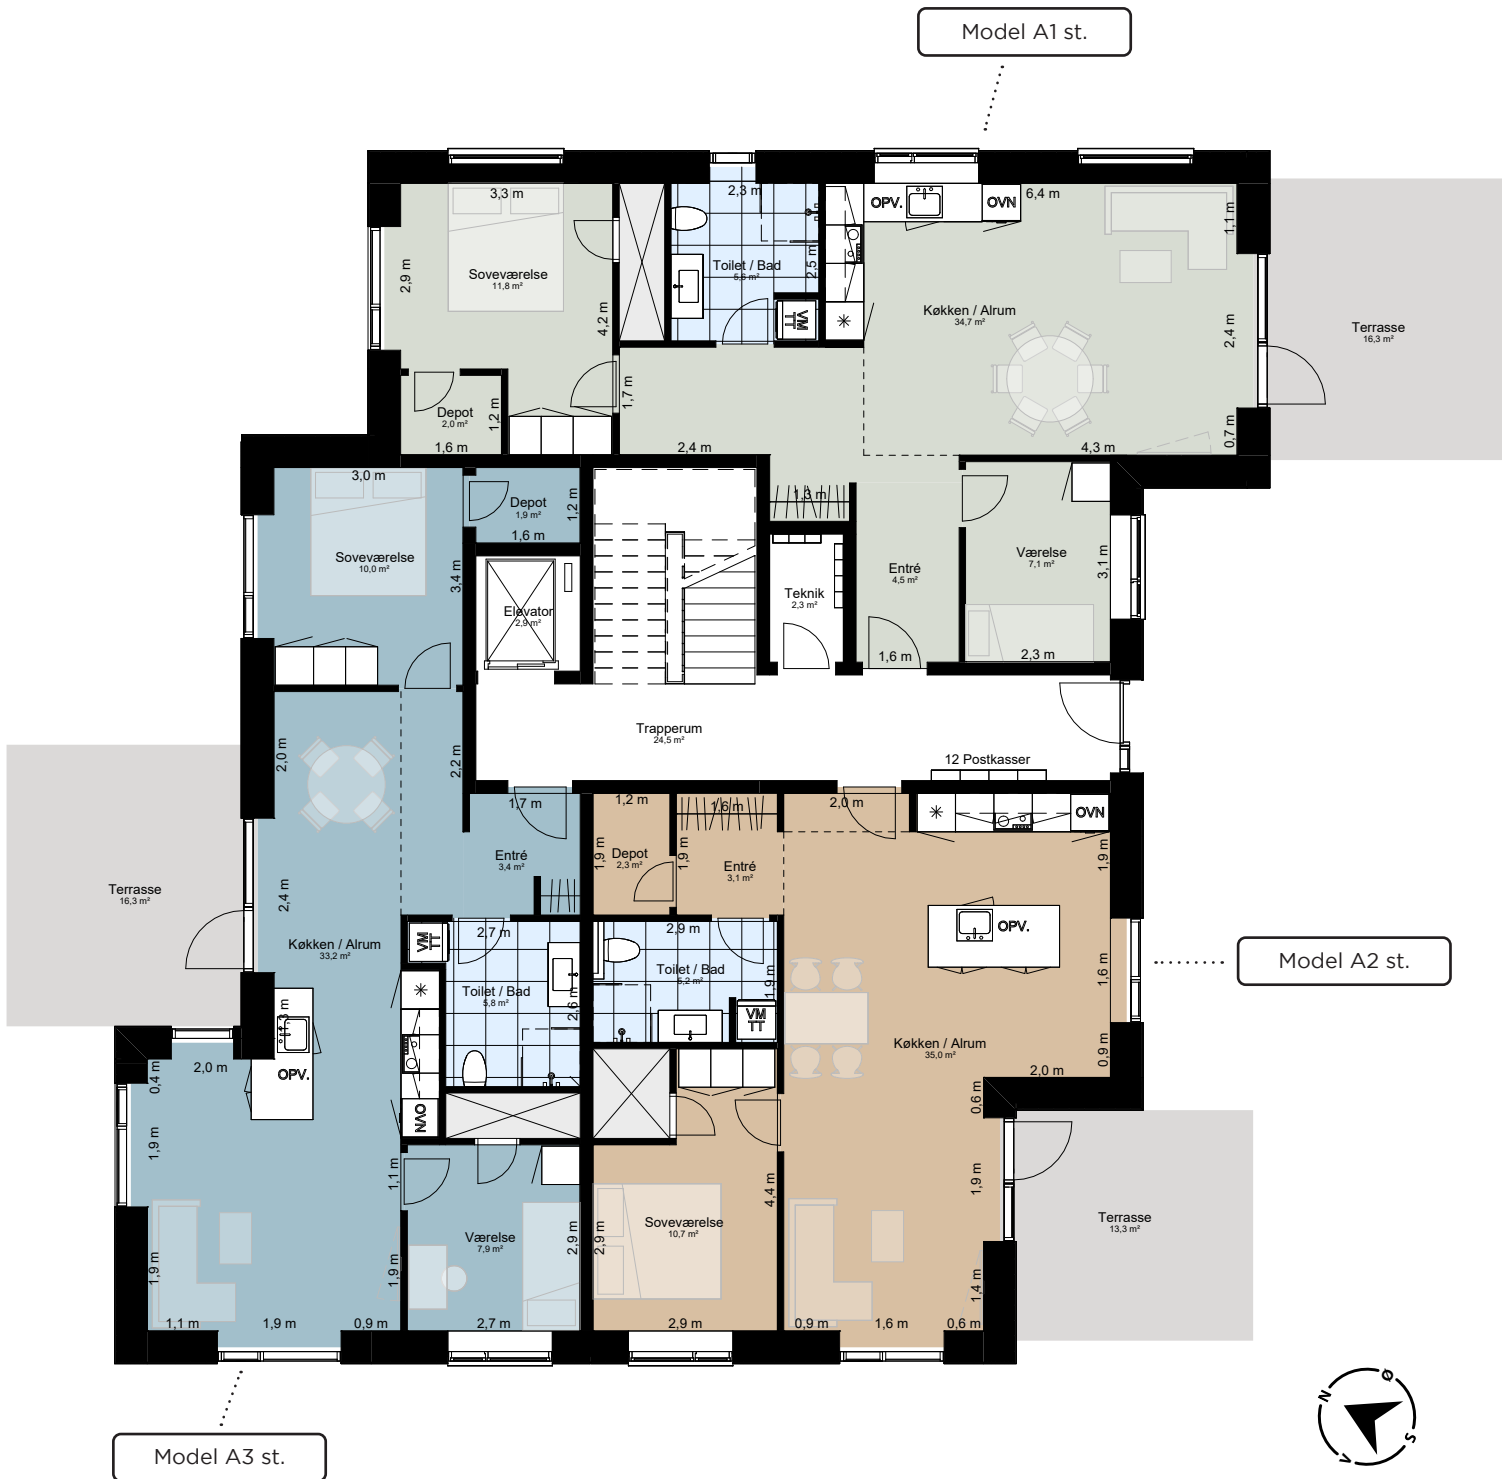 Model A1 st.
3,3 m
2,3 m
OPV.
OVN
6,4 m
1,1 m
2,9 m
Soveværelse
11,8 m²
4,2 m
Toilet / Bad
5,6 m²
2,5 m
VM
TT
Køkken / Alrum
34,7 m²
2,4 m
Terrasse
16,3 m²
Depot
2,0 m²
1,2 m
1,6 m
1,7 m
2,4 m
4,3 m
0,7 m
3,0 m
Depot
1,9 m²
1,2 m
1,6 m
Soveværelse
10,0 m²
3,4 m
Elevator
2,9 m²
1,3 m
Teknik
2,3 m²
Entré
4,5 m²
1,6 m
Værelse
7,1 m²
3,1 m
2,3 m
Trapperum
24,5 m²
12 Postkasser
2,0 m
2,2 m
1,7 m
Entré
3,4 m²
2,4 m
Terrasse
16,3 m²
Køkken / Alrum
33,2 m²
1,2 m
1,9 m
Depot
2,3 m²
1,6 m
1,9 m
Entré
3,1 m²
2,0 m
OVN
1,9 m
OPV.
Model A2 st.
1,6 m
0,9 m
Køkken / Alrum
35,0 m²
2,0 m
0,6 m
VM
TT
2,7 m
Toilet / Bad
5,8 m²
2,6 m
2,9 m
Toilet / Bad
5,2 m²
1,9 m
VM
TT
OPV.
OVN
2,0 m
0,4 m
1,9 m
1,9 m
1,1 m
1,9 m
0,9 m
1,1 m
1,9 m
Værelse
7,9 m²
2,9 m
2,7 m
Soveværelse
10,7 m²
2,9 m
4,4 m
2,9 m
1,9 m
1,4 m
0,9 m
1,6 m
0,6 m
Terrasse
13,3 m²
Model A3 st.
N
Ø
S
V